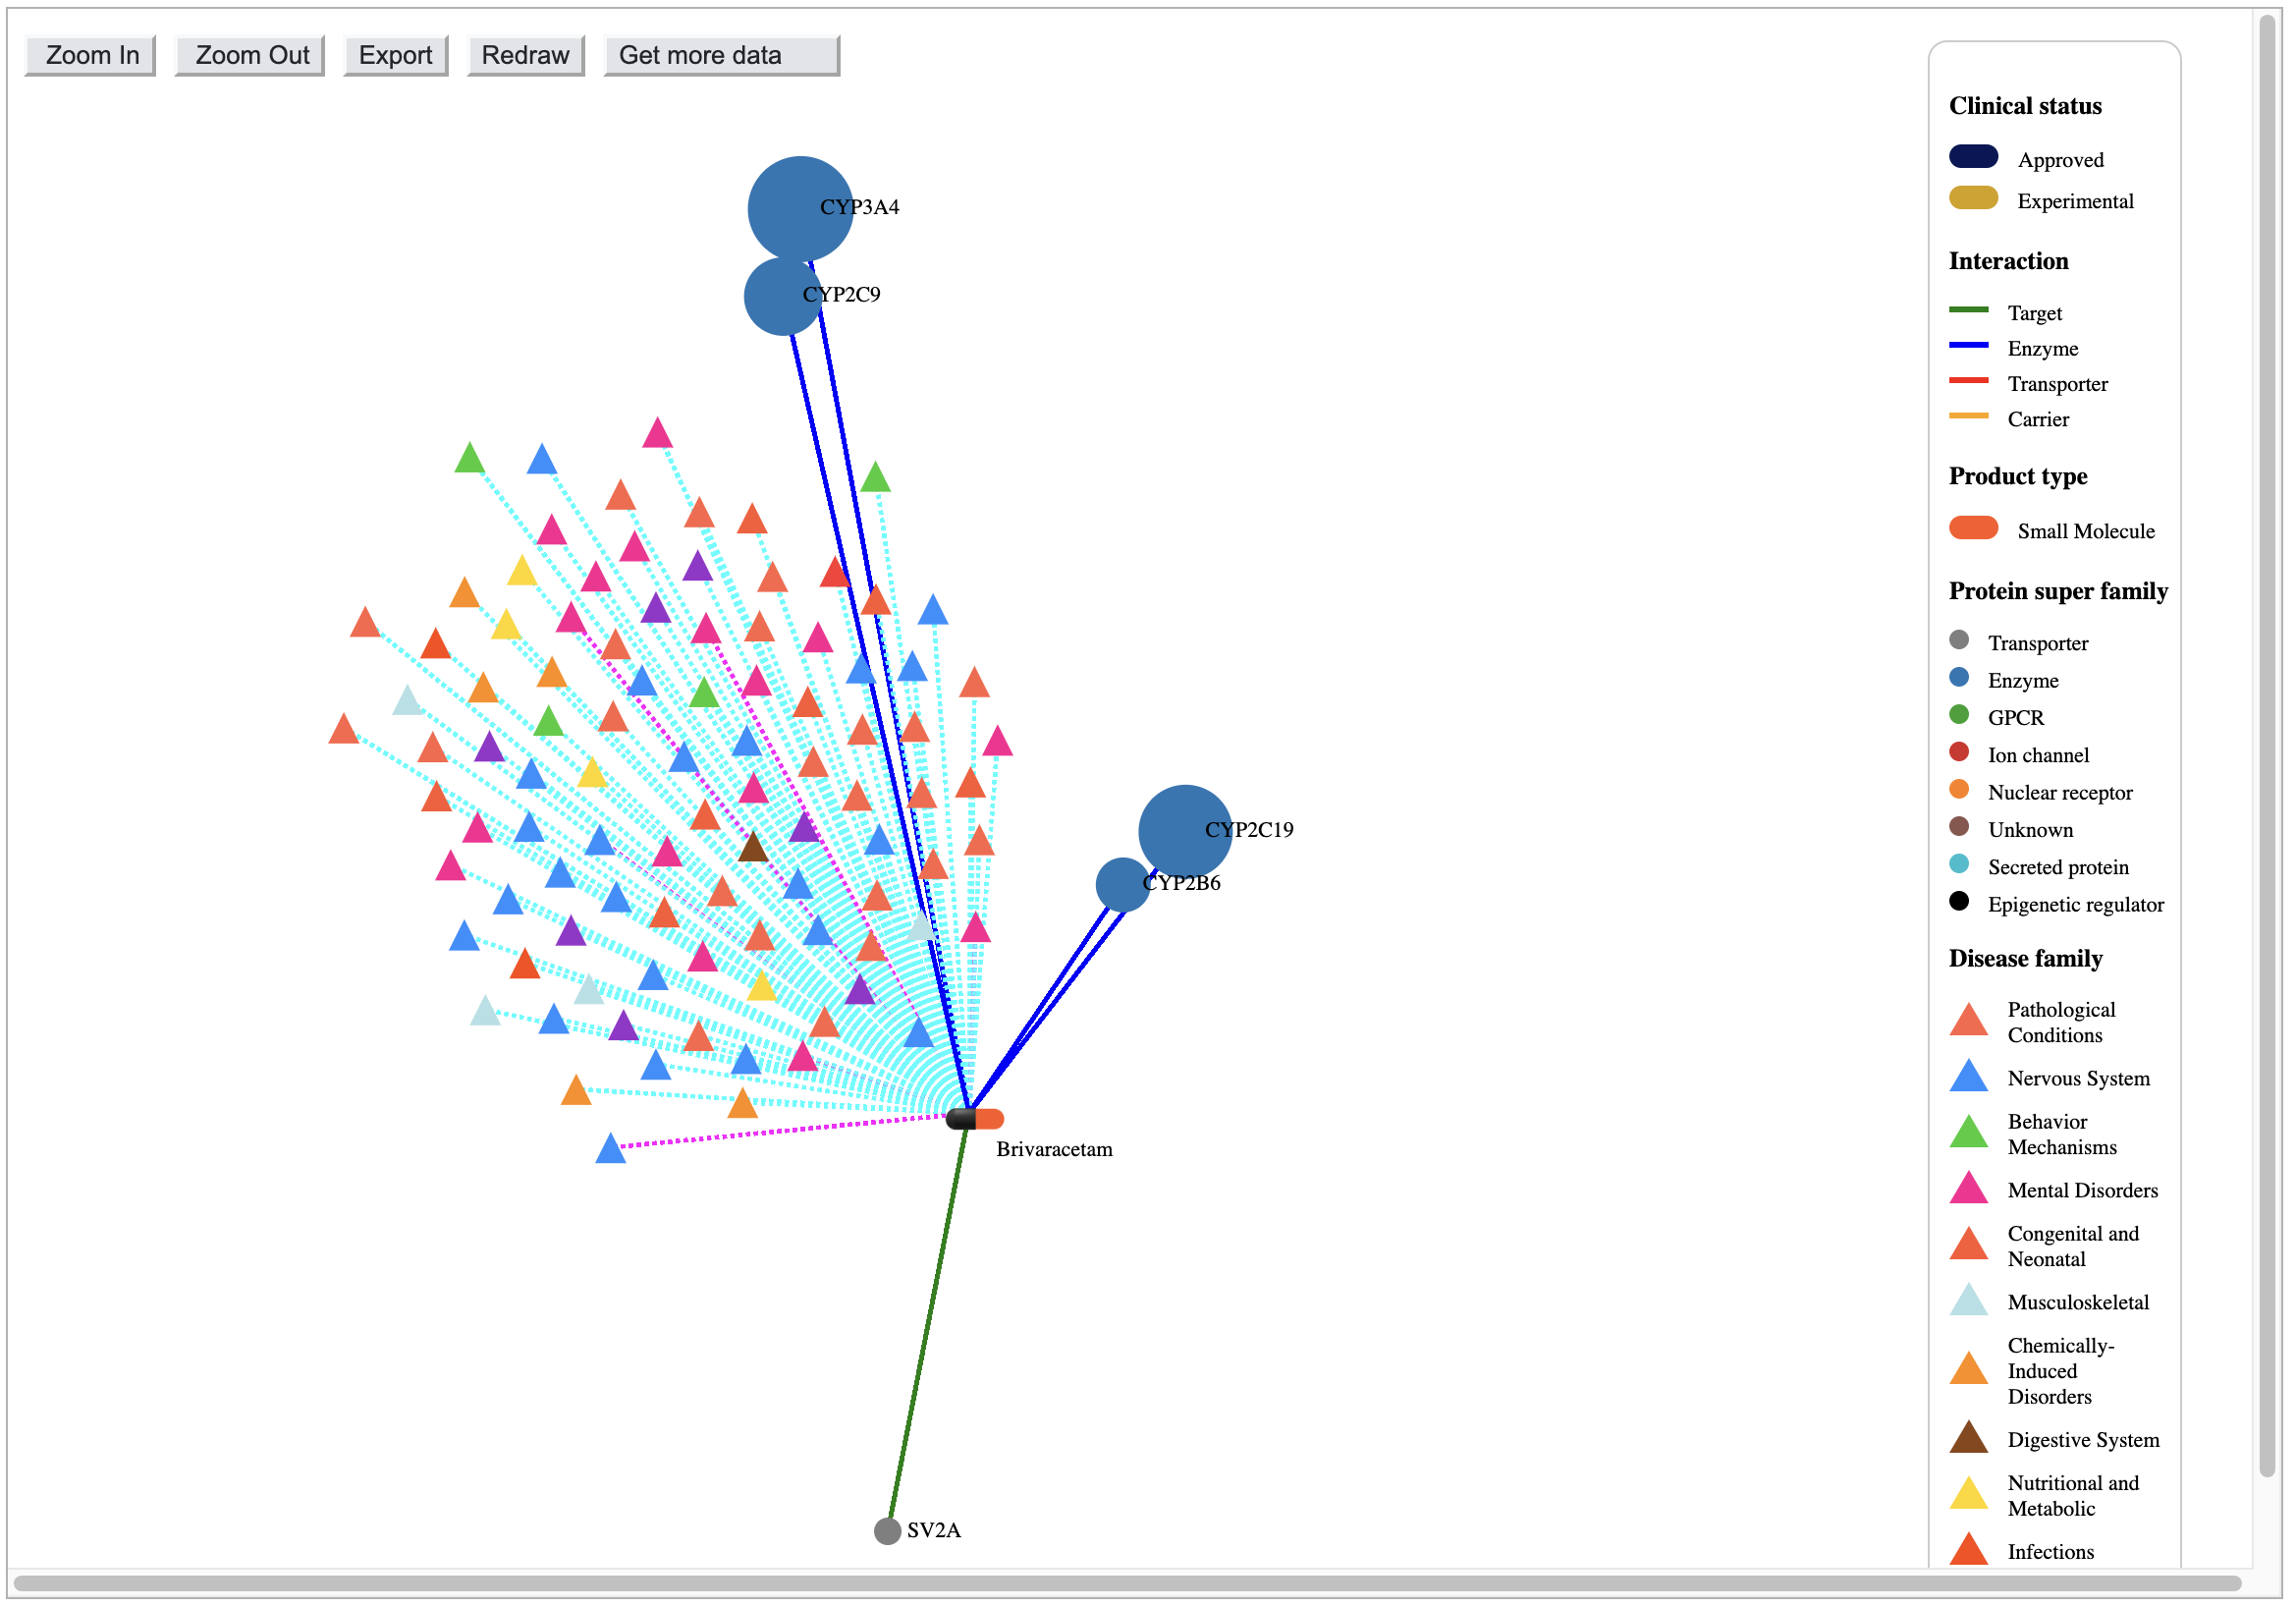 Zoom In
Zoom Out
Export
Redraw
Get more data
CYP3A4
CYP2C9
CYP2C19
CYP2B6
Brivaracetam
SV2A
Clinical status
Approved
Experimental
Interaction
Target
Enzyme
Transporter
Carrier
Product type
Small Molecule
Protein super family
Transporter
Enzyme
GPCR
Ion channel
Nuclear receptor
Unknown
Secreted protein
Epigenetic regulator
Disease family
Pathological
Conditions
Nervous System
Behavior
Mechanisms
Mental Disorders
Congenital and
Neonatal
Musculoskeletal
Chemically-
Induced
Disorders
Digestive System
Nutritional and
Metabolic
Infections